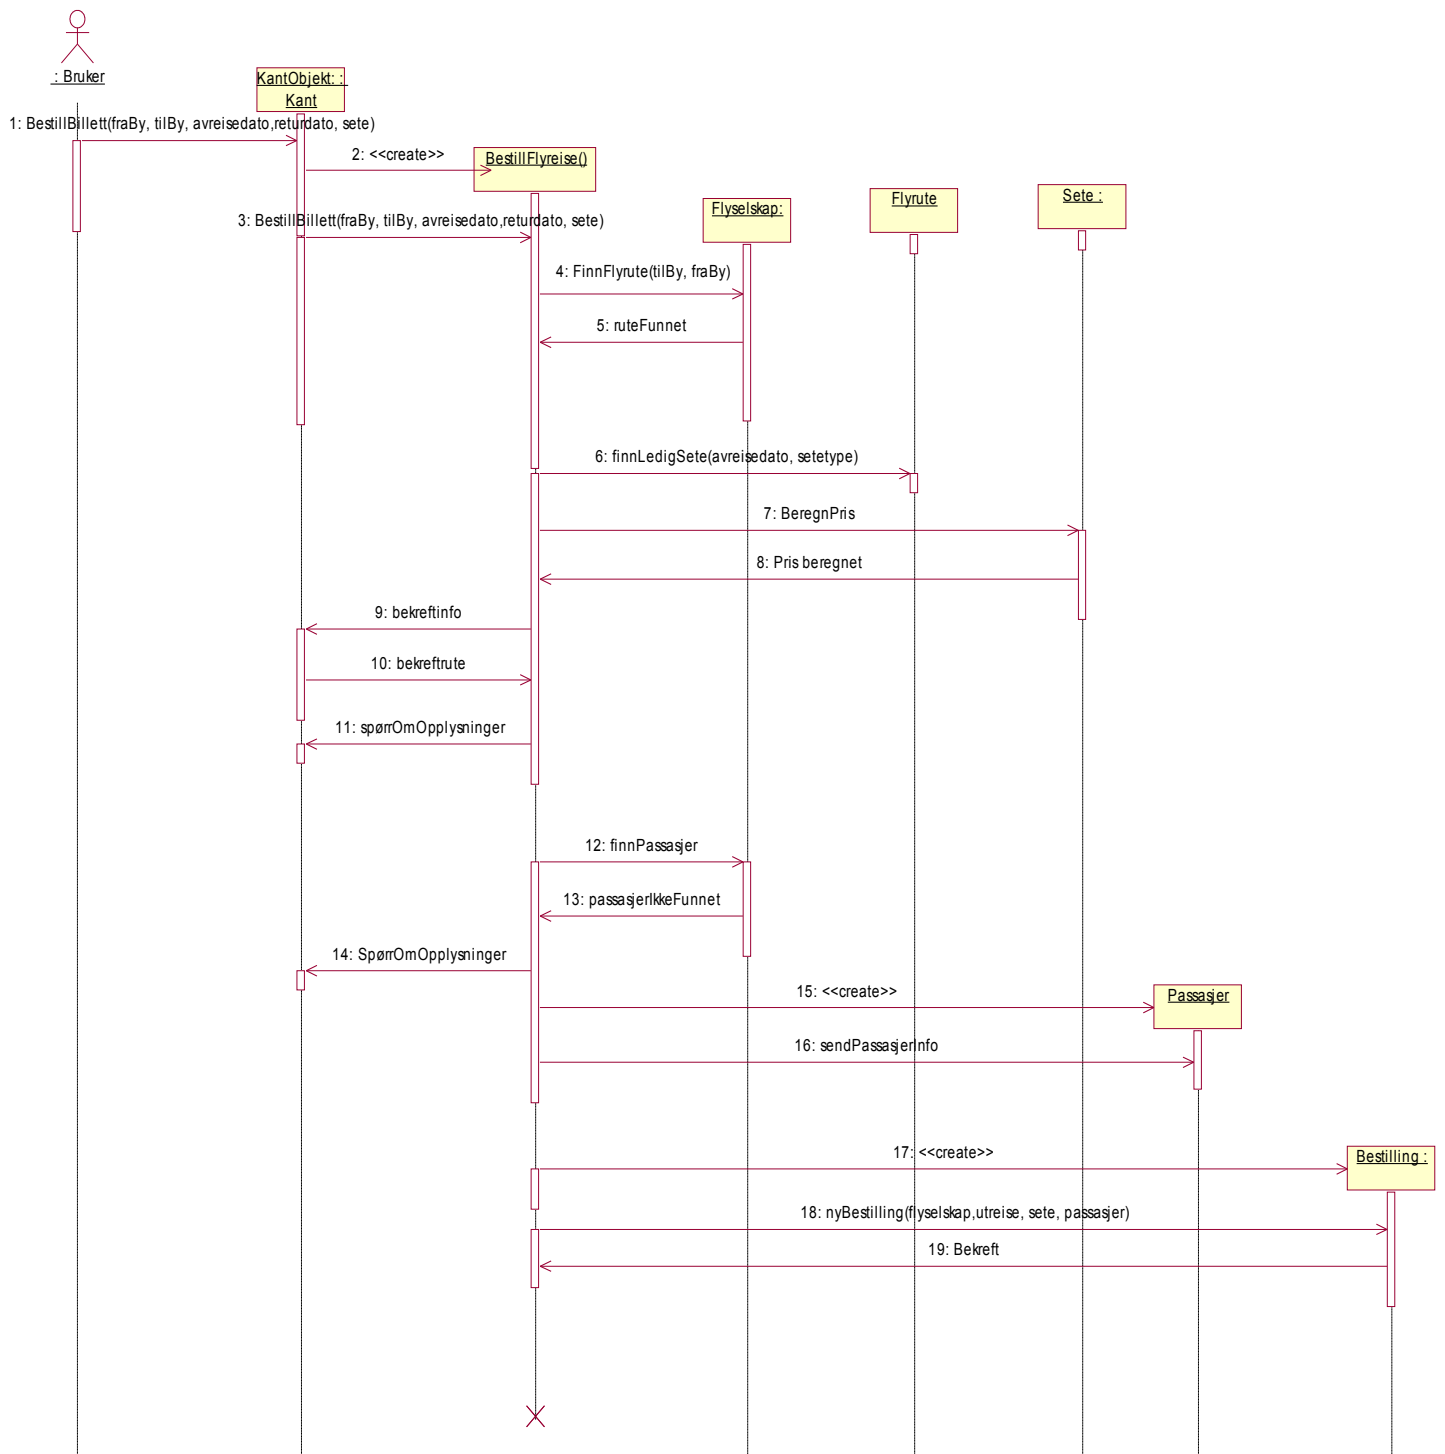 : Bruker
KantObjekt: :
Kant
1: BestillBillett(fraBy, tilBy, avreisedato,returdato, sete)
2: <<create>>
BestillFlyreise()
Flyselskap:
Flyrute
Sete :
3: BestillBillett(fraBy, tilBy, avreisedato,returdato, sete)
4: FinnFlyrute(tilBy, fraBy)
5: ruteFunnet
6: finnLedigSete(avreisedato, setetype)
7: BeregnPris
8: Pris beregnet
9: bekreftinfo
10: bekreftrute
11: spørrOmOpplysninger
12: finnPassasjer
13: passasjerIkkeFunnet
14: SpørrOmOpplysninger
15: <<create>>
Passasjer
16: sendPassasjerInfo
17: <<create>>
Bestilling :
18: nyBestilling(flyselskap,utreise, sete, passasjer)
19: Bekreft